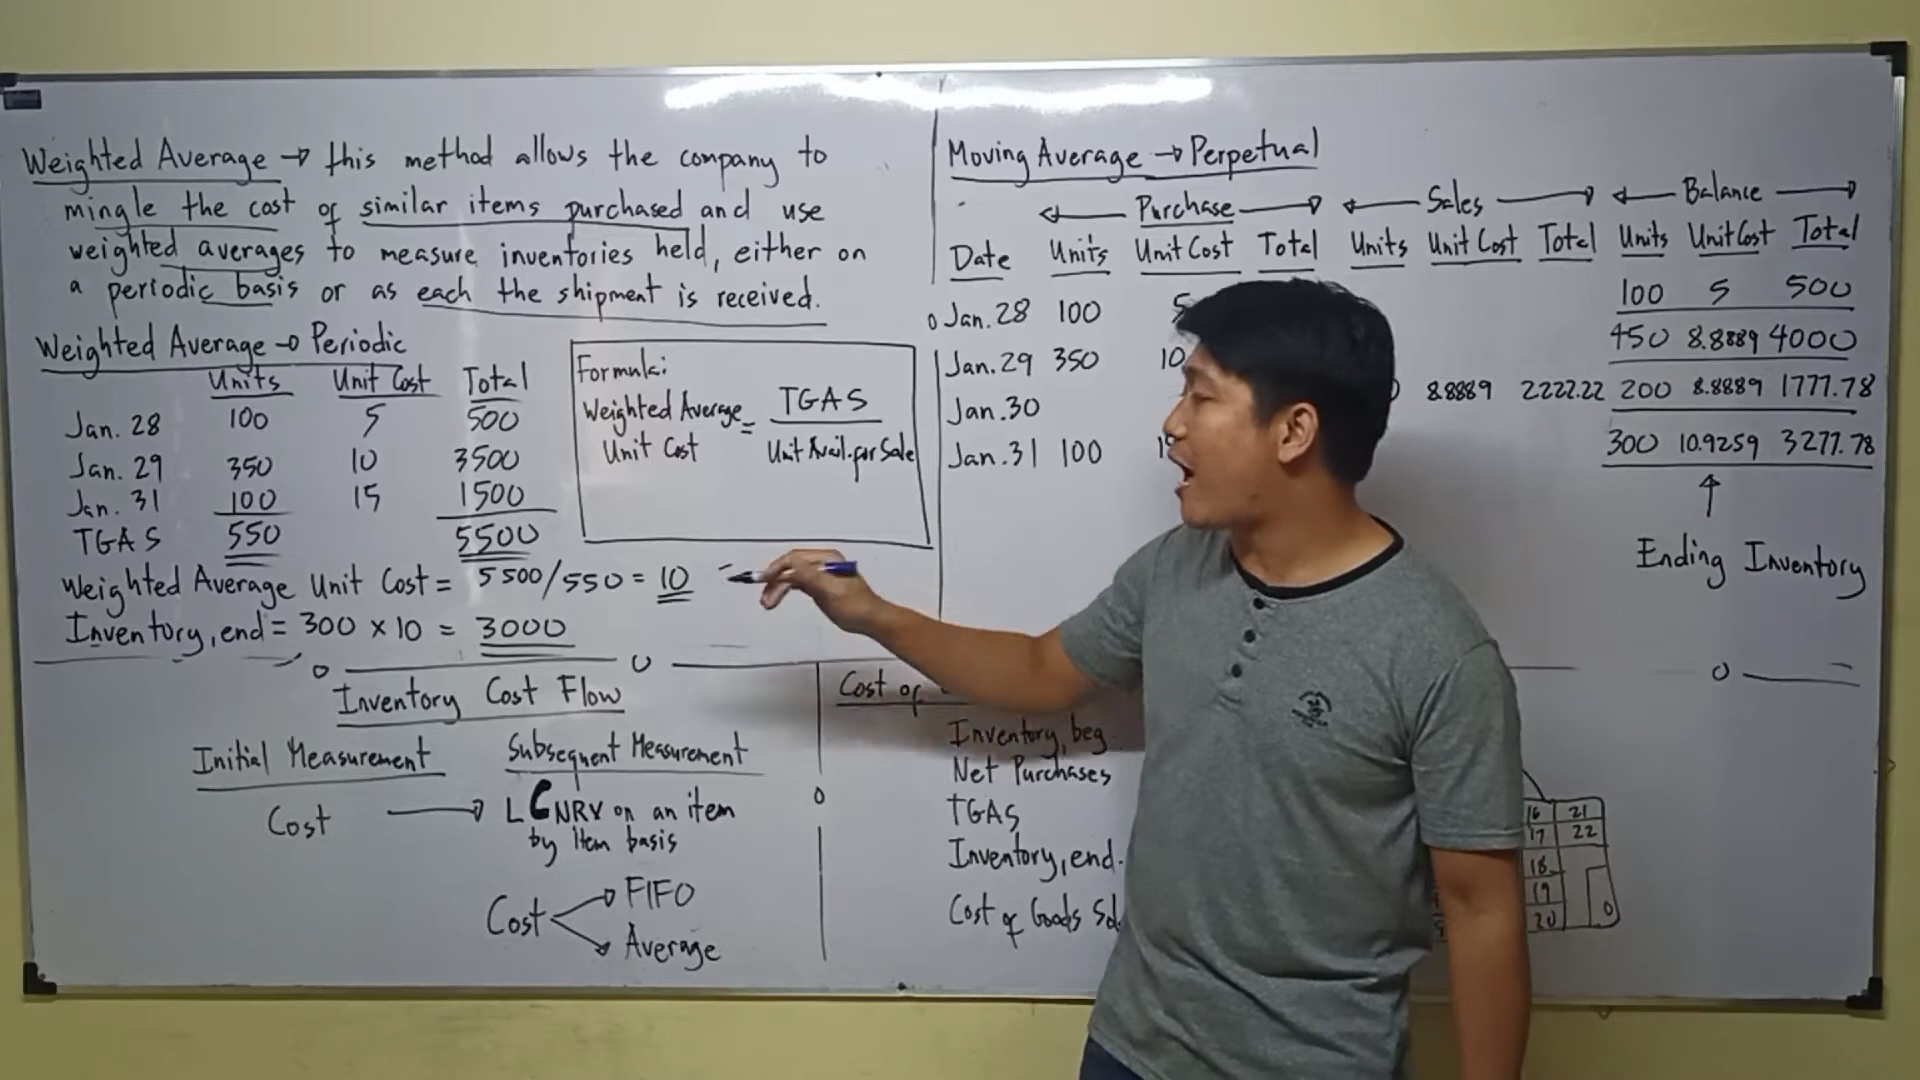 Weighted Average → this method allows the company to
mingle the cost of similar items purchased and use
weighted averages to measure inventories held, either on
a periodic basis or as each the shipment is received.
Weighted Average → Periodic
Units Unit Cost Total
Jan. 28 100 5 500
Jan. 29 350 10 3500
Jan. 31 100 15 1500
TGAS 550 5500
Weighted Average Unit Cost = 5500/550 = 10
Inventory, end = 300 x 10 = 3000
Formula:
Weighted Average Unit Cost = TGAS
Unit Avail. for Sale
Inventory Cost Flow
Initial Measurement Subsequent Measurement
Cost → LCNRV on an item
by item basis
Cost → FIFO
→ Average
Moving Average → Perpetual
← Purchase → ← Sales → ← Balance →
Date Units Unit Cost Total Units Unit Cost Total Units Unit Cost Total
Jan. 28 100 5 100 5 500
Jan. 29 350 10 450 8.8889 4000
Jan. 30 8.8889 2222.22 200 8.8889 1777.78
Jan. 31 100 300 10.9259 3277.78
Ending Inventory
Cost of
Inventory, beg.
Net Purchases
TGAS
Inventory, end.
Cost of Goods
16 21
17 22
18
19
20